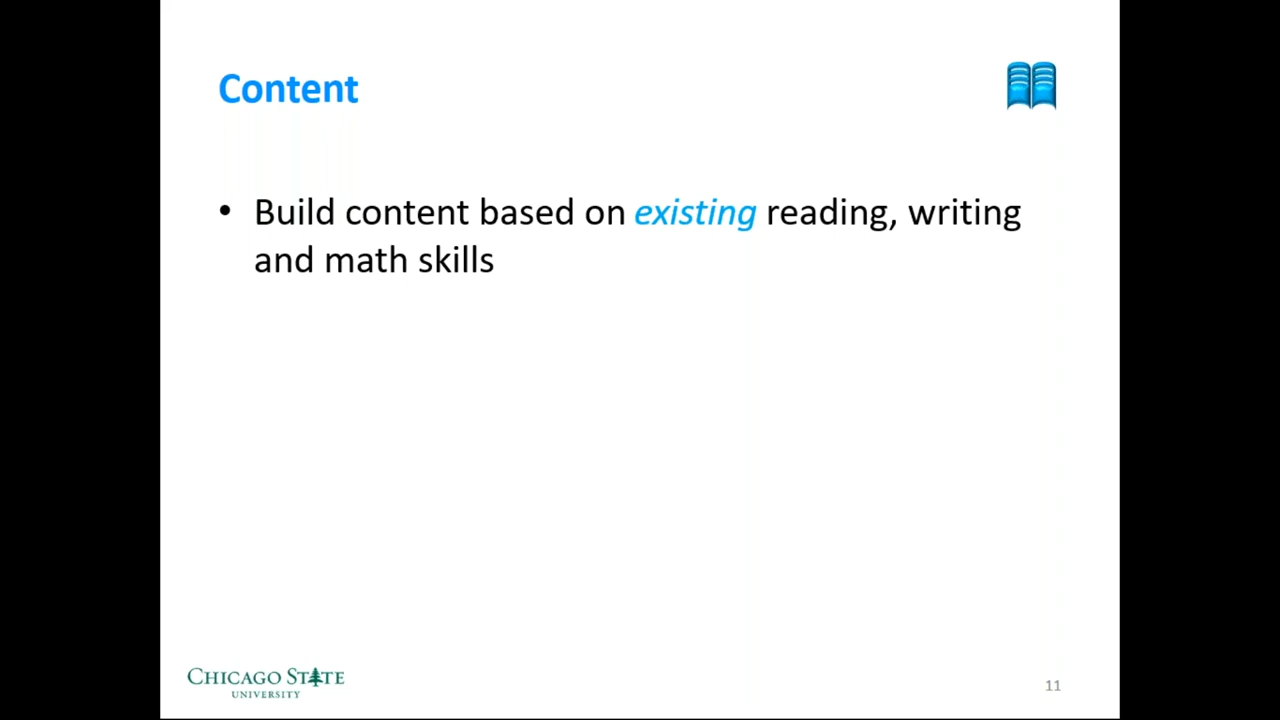 Content
• Build content based on existing reading, writing
and math skills
CHICAGO STATE
UNIVERSITY
11